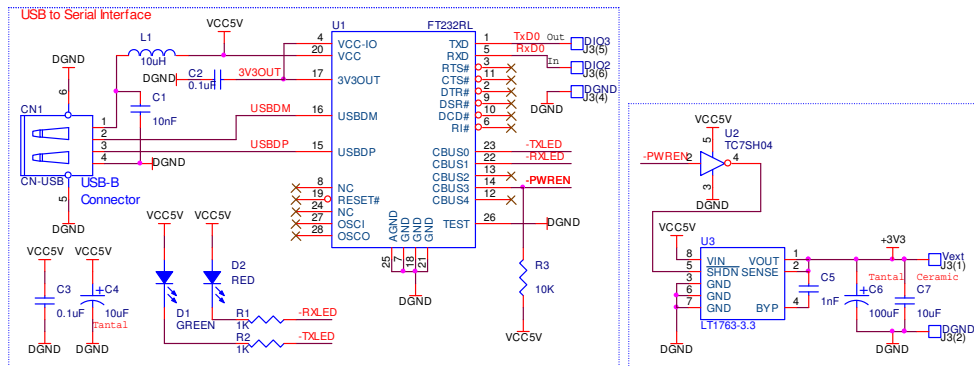 USB to Serial Interface
VCC5V
U1
FT232RL
L1
10uH
4
VCC-IO
20
VCC
C2
0.1uH
DGND
3V3OUT
17
3V3OUT
TXD
1
TxD0
Out
DIO3
J3(5)
RXD
5
RxD0
In
DIO2
J3(6)
RTS#
3
CTS#
11
DTR#
2
DSR#
9
DCD#
10
RI#
6
DGND
J3(4)
DGND
DGND
6
CN1
1
2
3
4
CN-USB
5
DGND
USB-B
Connector
C1
10nF
DGND
USBDM
16
USBDM
USBDP
15
USBDP
8
NC
19
RESET#
24
NC
27
OSCI
28
OSCO
CBUS0
23
-TXLED
CBUS1
22
-RXLED
CBUS2
13
CBUS3
14
-PWREN
CBUS4
12
TEST
26
DGND
AGND
GND
GND
GND
25
7
18
21
DGND
R3
10K
VCC5V
VCC5V
C3
0.1uF
C4
10uF
Tantal
DGND
DGND
VCC5V
VCC5V
D2
RED
D1
GREEN
R1
1K
-RXLED
R2
1K
-TXLED
VCC5V
U2
TC7SH04
5
-PWREN
2
4
3
DGND
VCC5V
U3
8
VIN
5
SHDN
3
GND
6
GND
7
GND
VOUT
1
SENSE
2
BYP
4
LT1763-3.3
DGND
C5
1nF
+3V3
Vext
J3(1)
Tantal
Ceramic
C6
100uF
C7
10uF
DGND
DGND
J3(2)